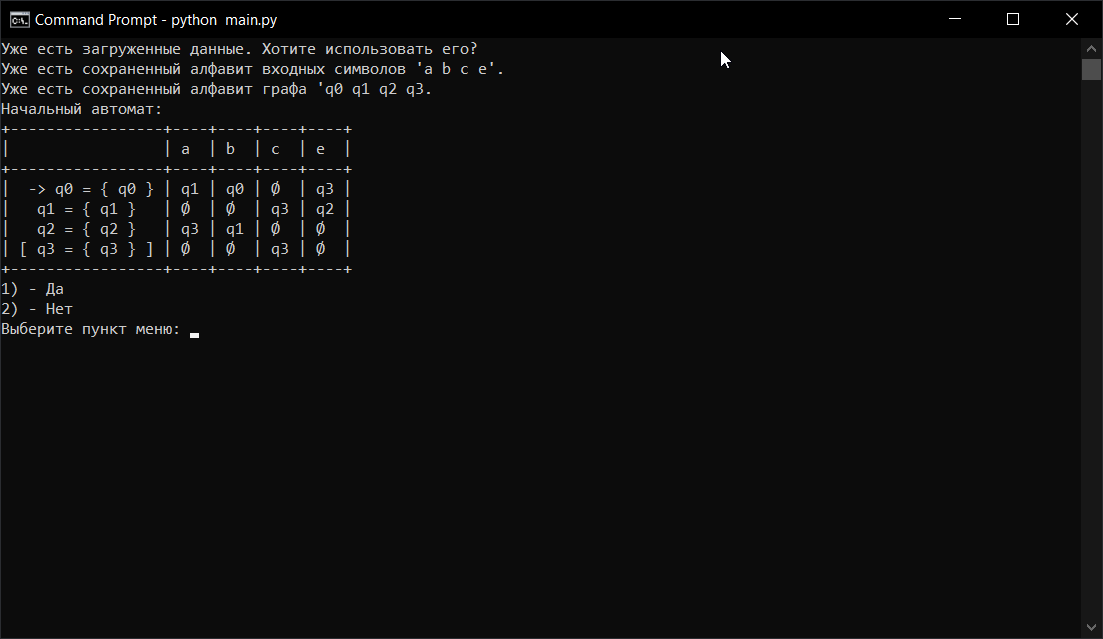 Command Prompt - python  main.py
Уже есть загруженные данные. Хотите использовать его?
Уже есть сохраненный алфавит входных символов 'a b c e'.
Уже есть сохраненный алфавит графа 'q0 q1 q2 q3.
Начальный автомат:
+-----------------+----+----+----+----+
|                 | a  | b  | c  | e  |
+-----------------+----+----+----+----+
|  -> q0 = { q0 } | q1 | q0 | Ø  | q3 |
|   q1 = { q1 }   | Ø  | Ø  | q3 | q2 |
|   q2 = { q2 }   | q3 | q1 | Ø  | Ø  |
| [ q3 = { q3 } ] | Ø  | Ø  | q3 | Ø  |
+-----------------+----+----+----+----+
1) - Да
2) - Нет
Выберите пункт меню: